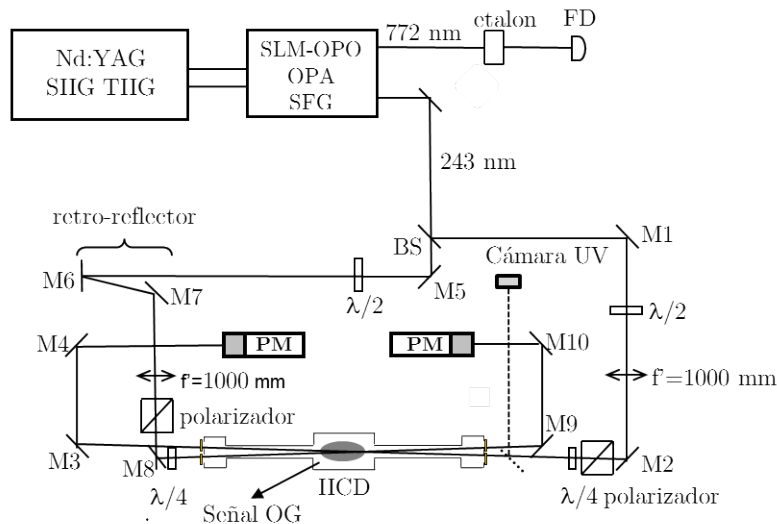 etalon
FD
772 nm
Nd:YAG
SHG THG
SLM-OPO
OPA
SFG
243 nm
retro-reflector
BS
M1
Cámara UV
M6
M7
M5
λ/2
λ/2
M4
PM
PM
M10
f'=1000 mm
f'=1000 mm
polarizador
M9
M3
M8
M2
λ/4
HCD
λ/4 polarizador
Señal OG